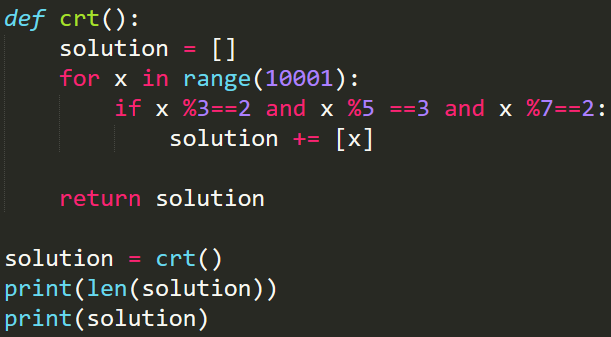 def crt():
    solution = []
    for x in range(10001):
        if x %3==2 and x %5 ==3 and x %7==2:
            solution += [x]

    return solution

solution = crt()
print(len(solution))
print(solution)